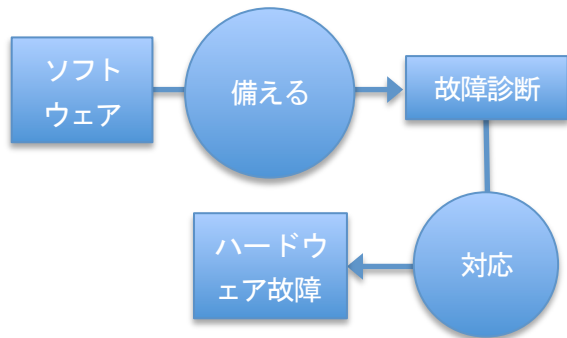 ソフト
ウェア
備える
故障診断
ハードウ
ェア故障
対応